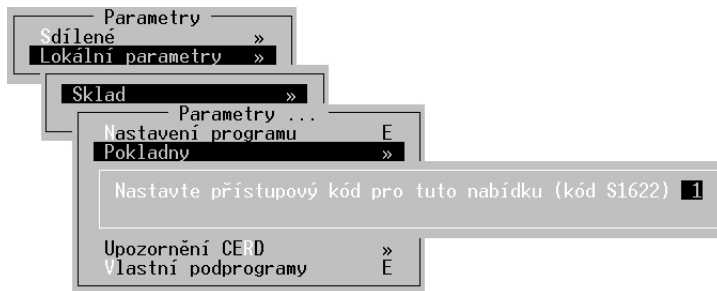 Parametry
Sdílené »
Lokální parametry »
Sklad »
Parametry ...
Nastavení programu E
Pokladny »
Nastavte přístupový kód pro tuto nabídku (kód S1622) 1
Upozornění CERD »
Vlastní podprogramy E